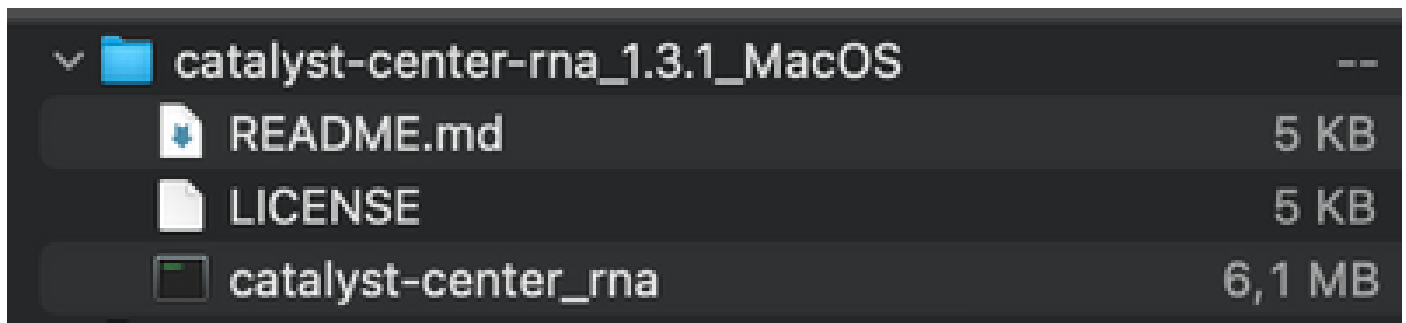 catalyst-center-rna_1.3.1_MacOS --
README.md 5 KB
LICENSE 5 KB
catalyst-center_rna 6,1 MB